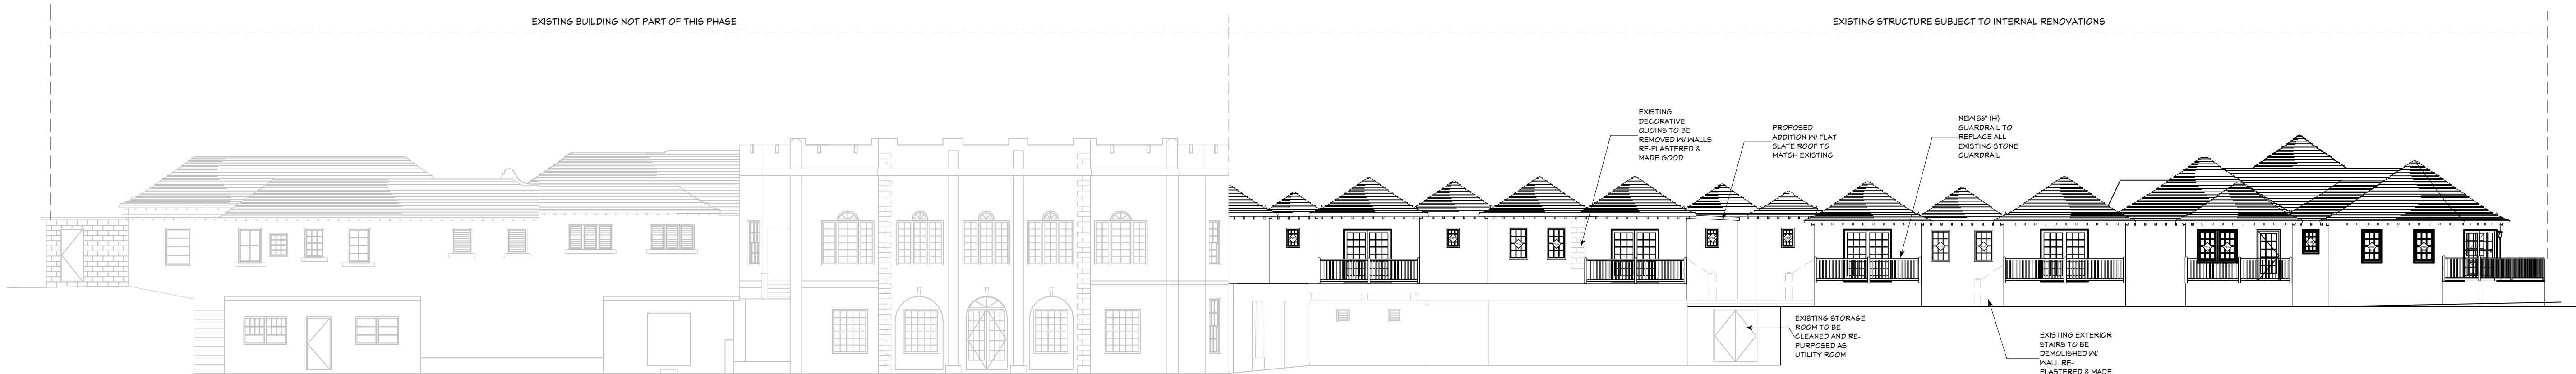 EXISTING BUILDING NOT PART OF THIS PHASE
EXISTING STRUCTURE SUBJECT TO INTERNAL RENOVATIONS
EXISTING
DECORATIVE
QUOINS TO BE
REMOVED W/ WALLS
RE-PLASTERED &
MADE GOOD
PROPOSED
ADDITION W/ FLAT
SLATE ROOF TO
MATCH EXISTING
NEW 36" (H)
GUARDRAIL TO
REPLACE ALL
EXISTING STONE
GUARDRAIL
EXISTING STORAGE
ROOM TO BE
CLEANED AND RE-
PURPOSED AS
UTILITY ROOM
EXISTING EXTERIOR
STAIRS TO BE
DEMOLISHED W/
WALL RE-
PLASTERED & MADE